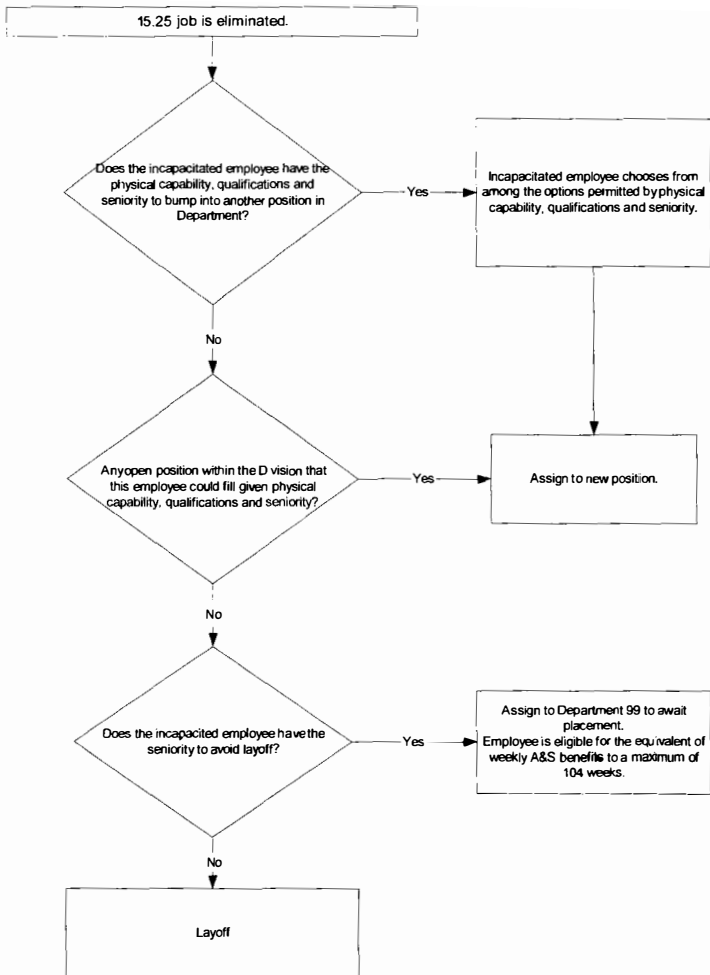 15.25 job is eliminated.
Does the incapacitated employee have the
physical capability, qualifications and
seniority to bump into another position in
Department?
Yes
Incapacitated employee chooses from
among the options permitted by physical
capability, qualifications and seniority.
No
Any open position within the D vision that
this employee could fill given physical
capability, qualifications and seniority?
Yes
Assign to new position.
No
Does the incapacited employee have the
seniority to avoid layoff?
Yes
Assign to Department 99 to await
placement.
Employee is eligible for the equivalent of
weekly A&S benefits to a maximum of
104 weeks.
No
Layoff